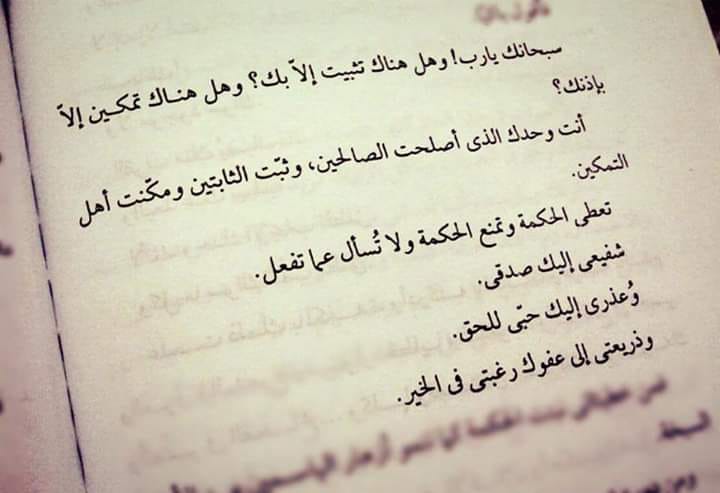 سبحانك يارب! وهل هناك تثبيت إلاّ بك؟ وهل هناك تمكين إلاّ
بإذنك؟
أنت وحدك الذى أصلحت الصالحين، وثبّت الثابتين ومكّنت أهل
التمكين.
تعطى الحكمة وتمنع الحكمة ولا تُسأل عما تفعل.
شفيعى إليك صدقى.
وُعذرى إليك حبّى للحق.
وذريعتى إلى عفوك رغبتى فى الخير.